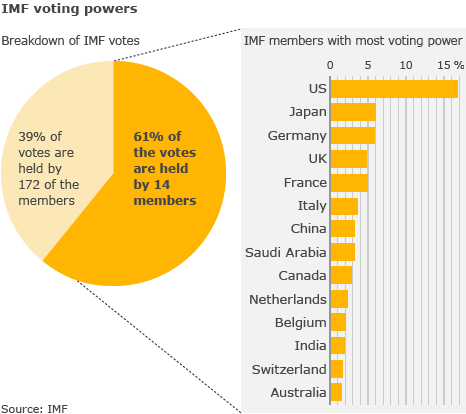 IMF voting powers
Breakdown of IMF votes
39% of
votes are
held by
172 of the
members
61% of
the votes
are held
by 14
members
IMF members with most voting power
0 5 10 15 %
US
Japan
Germany
UK
France
Italy
China
Saudi Arabia
Canada
Netherlands
Belgium
India
Switzerland
Australia
Source: IMF